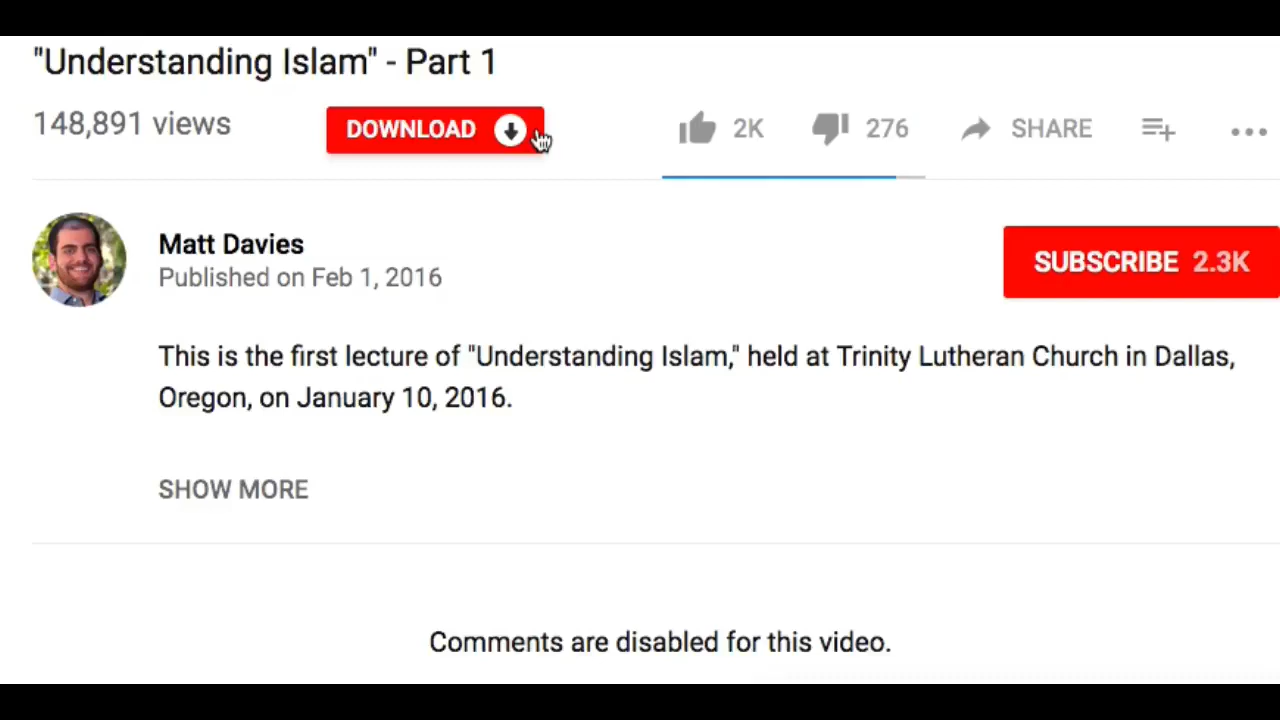 "Understanding Islam" - Part 1
148,891 views
DOWNLOAD
2K
276
SHARE
Matt Davies
Published on Feb 1, 2016
SUBSCRIBE 2.3K
This is the first lecture of "Understanding Islam," held at Trinity Lutheran Church in Dallas,
Oregon, on January 10, 2016.
SHOW MORE
Comments are disabled for this video.